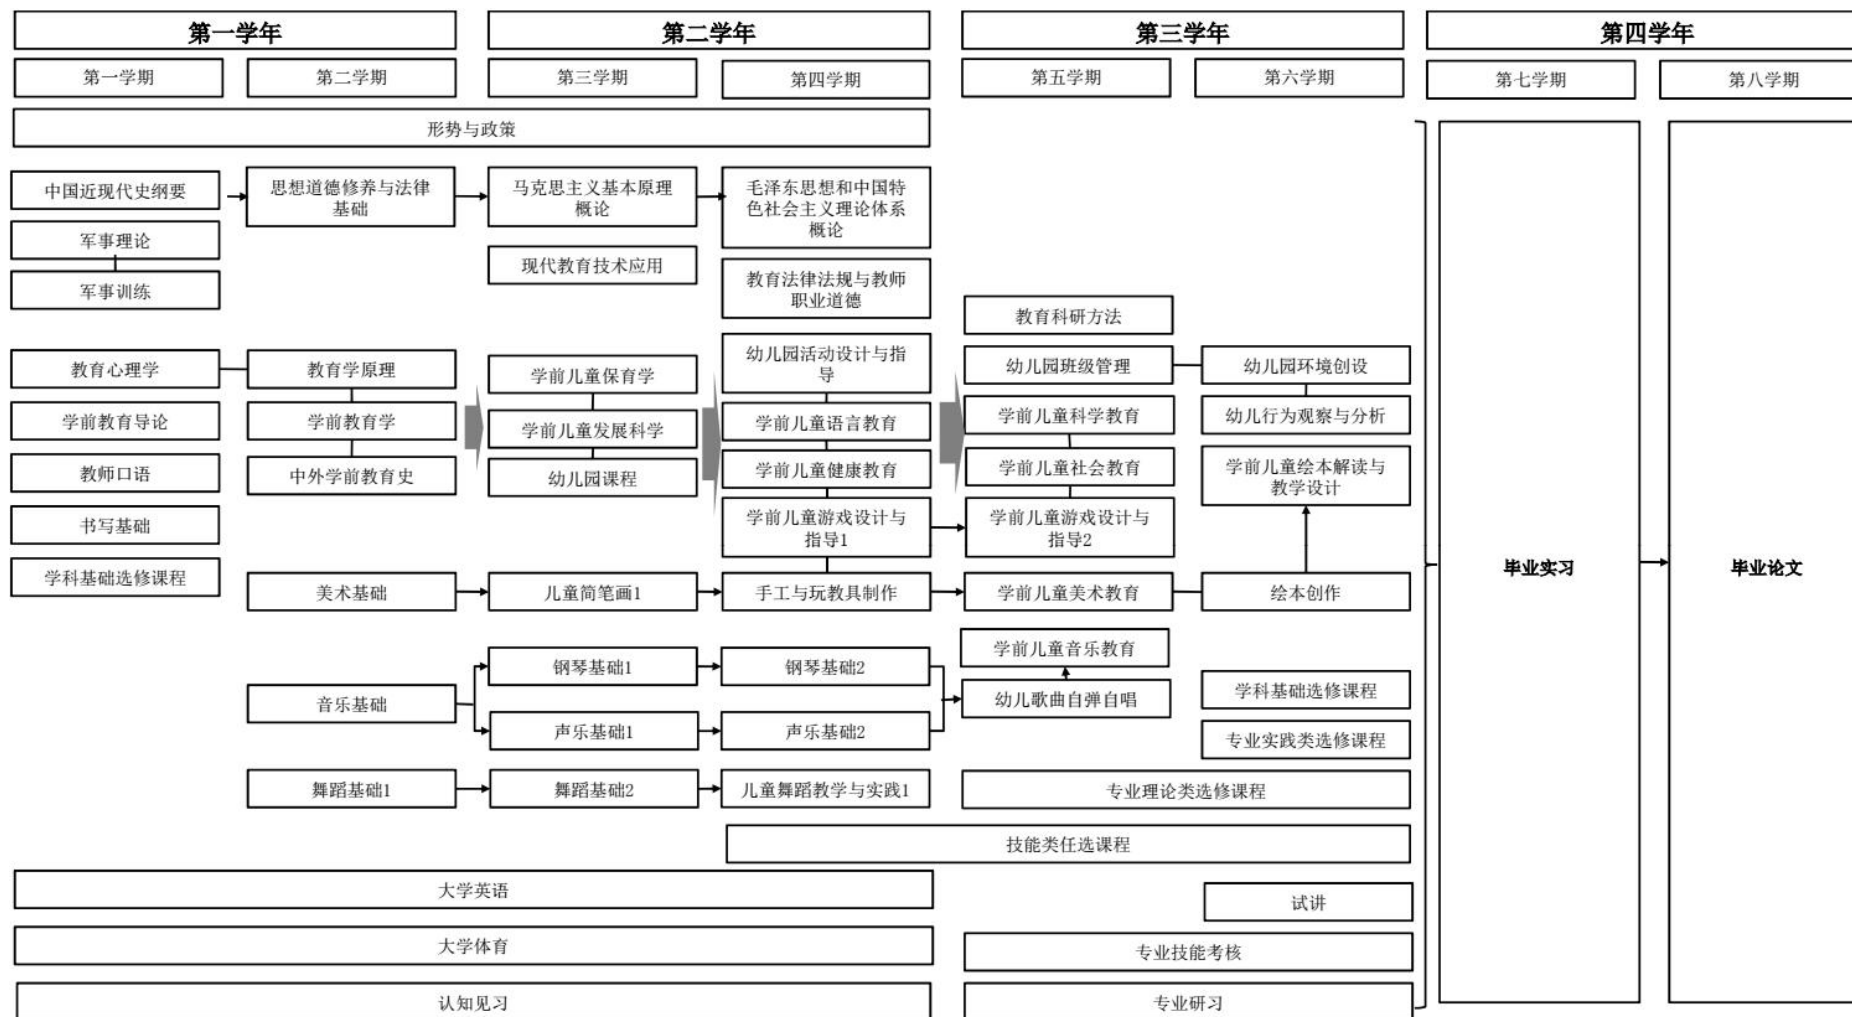 第一学年
第二学年
第三学年
第四学年
第一学期
第二学期
第三学期
第四学期
第五学期
第六学期
第七学期
第八学期
形势与政策
中国近现代史纲要
思想道德修养与法律
基础
马克思主义基本原理
概论
毛泽东思想和中国特
色社会主义理论体系
概论
军事理论
军事训练
现代教育技术应用
教育法律法规与教师
职业道德
教育科研方法
教育心理学
教育学原理
学前儿童保育学
幼儿园活动设计与指
导
幼儿园班级管理
幼儿园环境创设
学前教育导论
学前教育学
学前儿童发展科学
学前儿童语言教育
学前儿童科学教育
幼儿行为观察与分析
教师口语
中外学前教育史
幼儿园课程
学前儿童健康教育
学前儿童社会教育
学前儿童绘本解读与
教学设计
书写基础
学前儿童游戏设计与
指导1
学前儿童游戏设计与
指导2
学科基础选修课程
美术基础
儿童简笔画1
手工与玩教具制作
学前儿童美术教育
绘本创作
毕业实习
毕业论文
音乐基础
钢琴基础1
钢琴基础2
学前儿童音乐教育
声乐基础1
声乐基础2
幼儿歌曲自弹自唱
学科基础选修课程
专业实践类选修课程
舞蹈基础1
舞蹈基础2
儿童舞蹈教学与实践1
专业理论类选修课程
技能类任选课程
大学英语
试讲
大学体育
专业技能考核
认知见习
专业研习